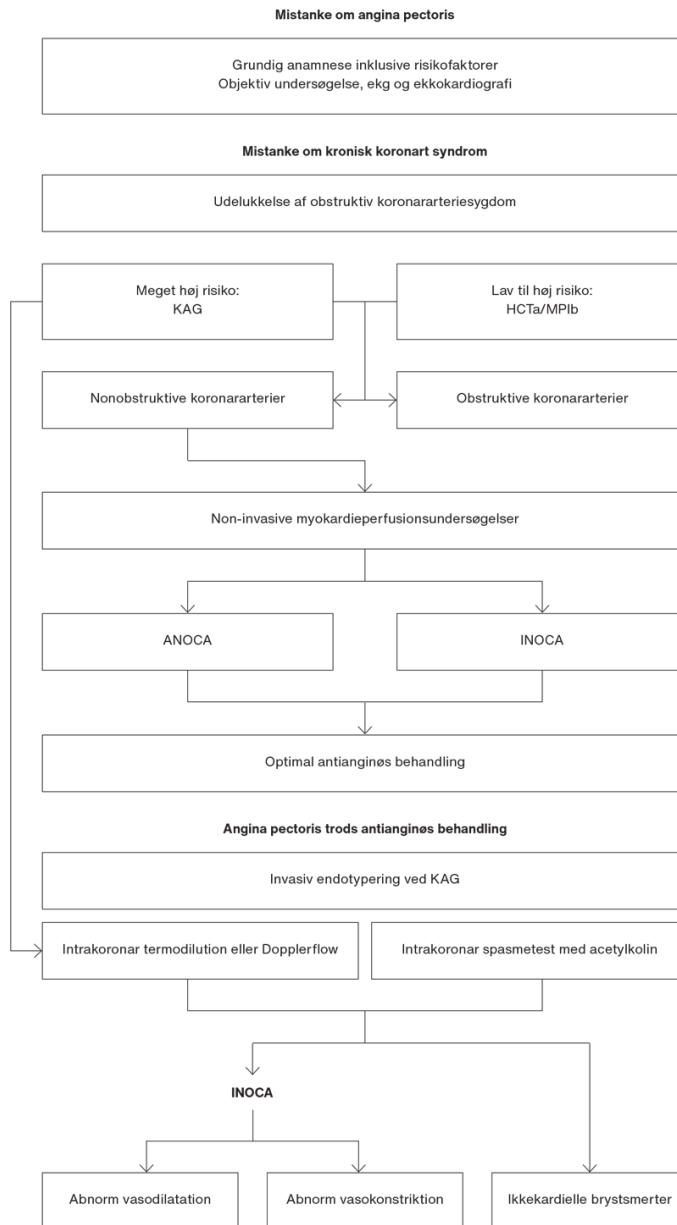 Mistanke om angina pectoris
Grundig anamnese inklusive risikofaktorer
Objektiv undersøgelse, ekg og ekkokardiografi
Mistanke om kronisk koronart syndrom
Udelukkelse af obstruktiv koronararteriesygdom
Meget høj risiko:
KAG
Lav til høj risiko:
HCTa/MPIb
Nonobstruktive koronararterier
Obstruktive koronararterier
Non-invasive myokardieperfusionsundersøgelser
ANOCA
INOCA
Optimal antianginøs behandling
Angina pectoris trods antianginøs behandling
Invasiv endotypering ved KAG
Intrakoronar termodilution eller Dopplerflow
Intrakoronar spasmetest med acetylkolin
INOCA
Abnorm vasodilatation
Abnorm vasokonstriktion
Ikkekardielle brystsmerter